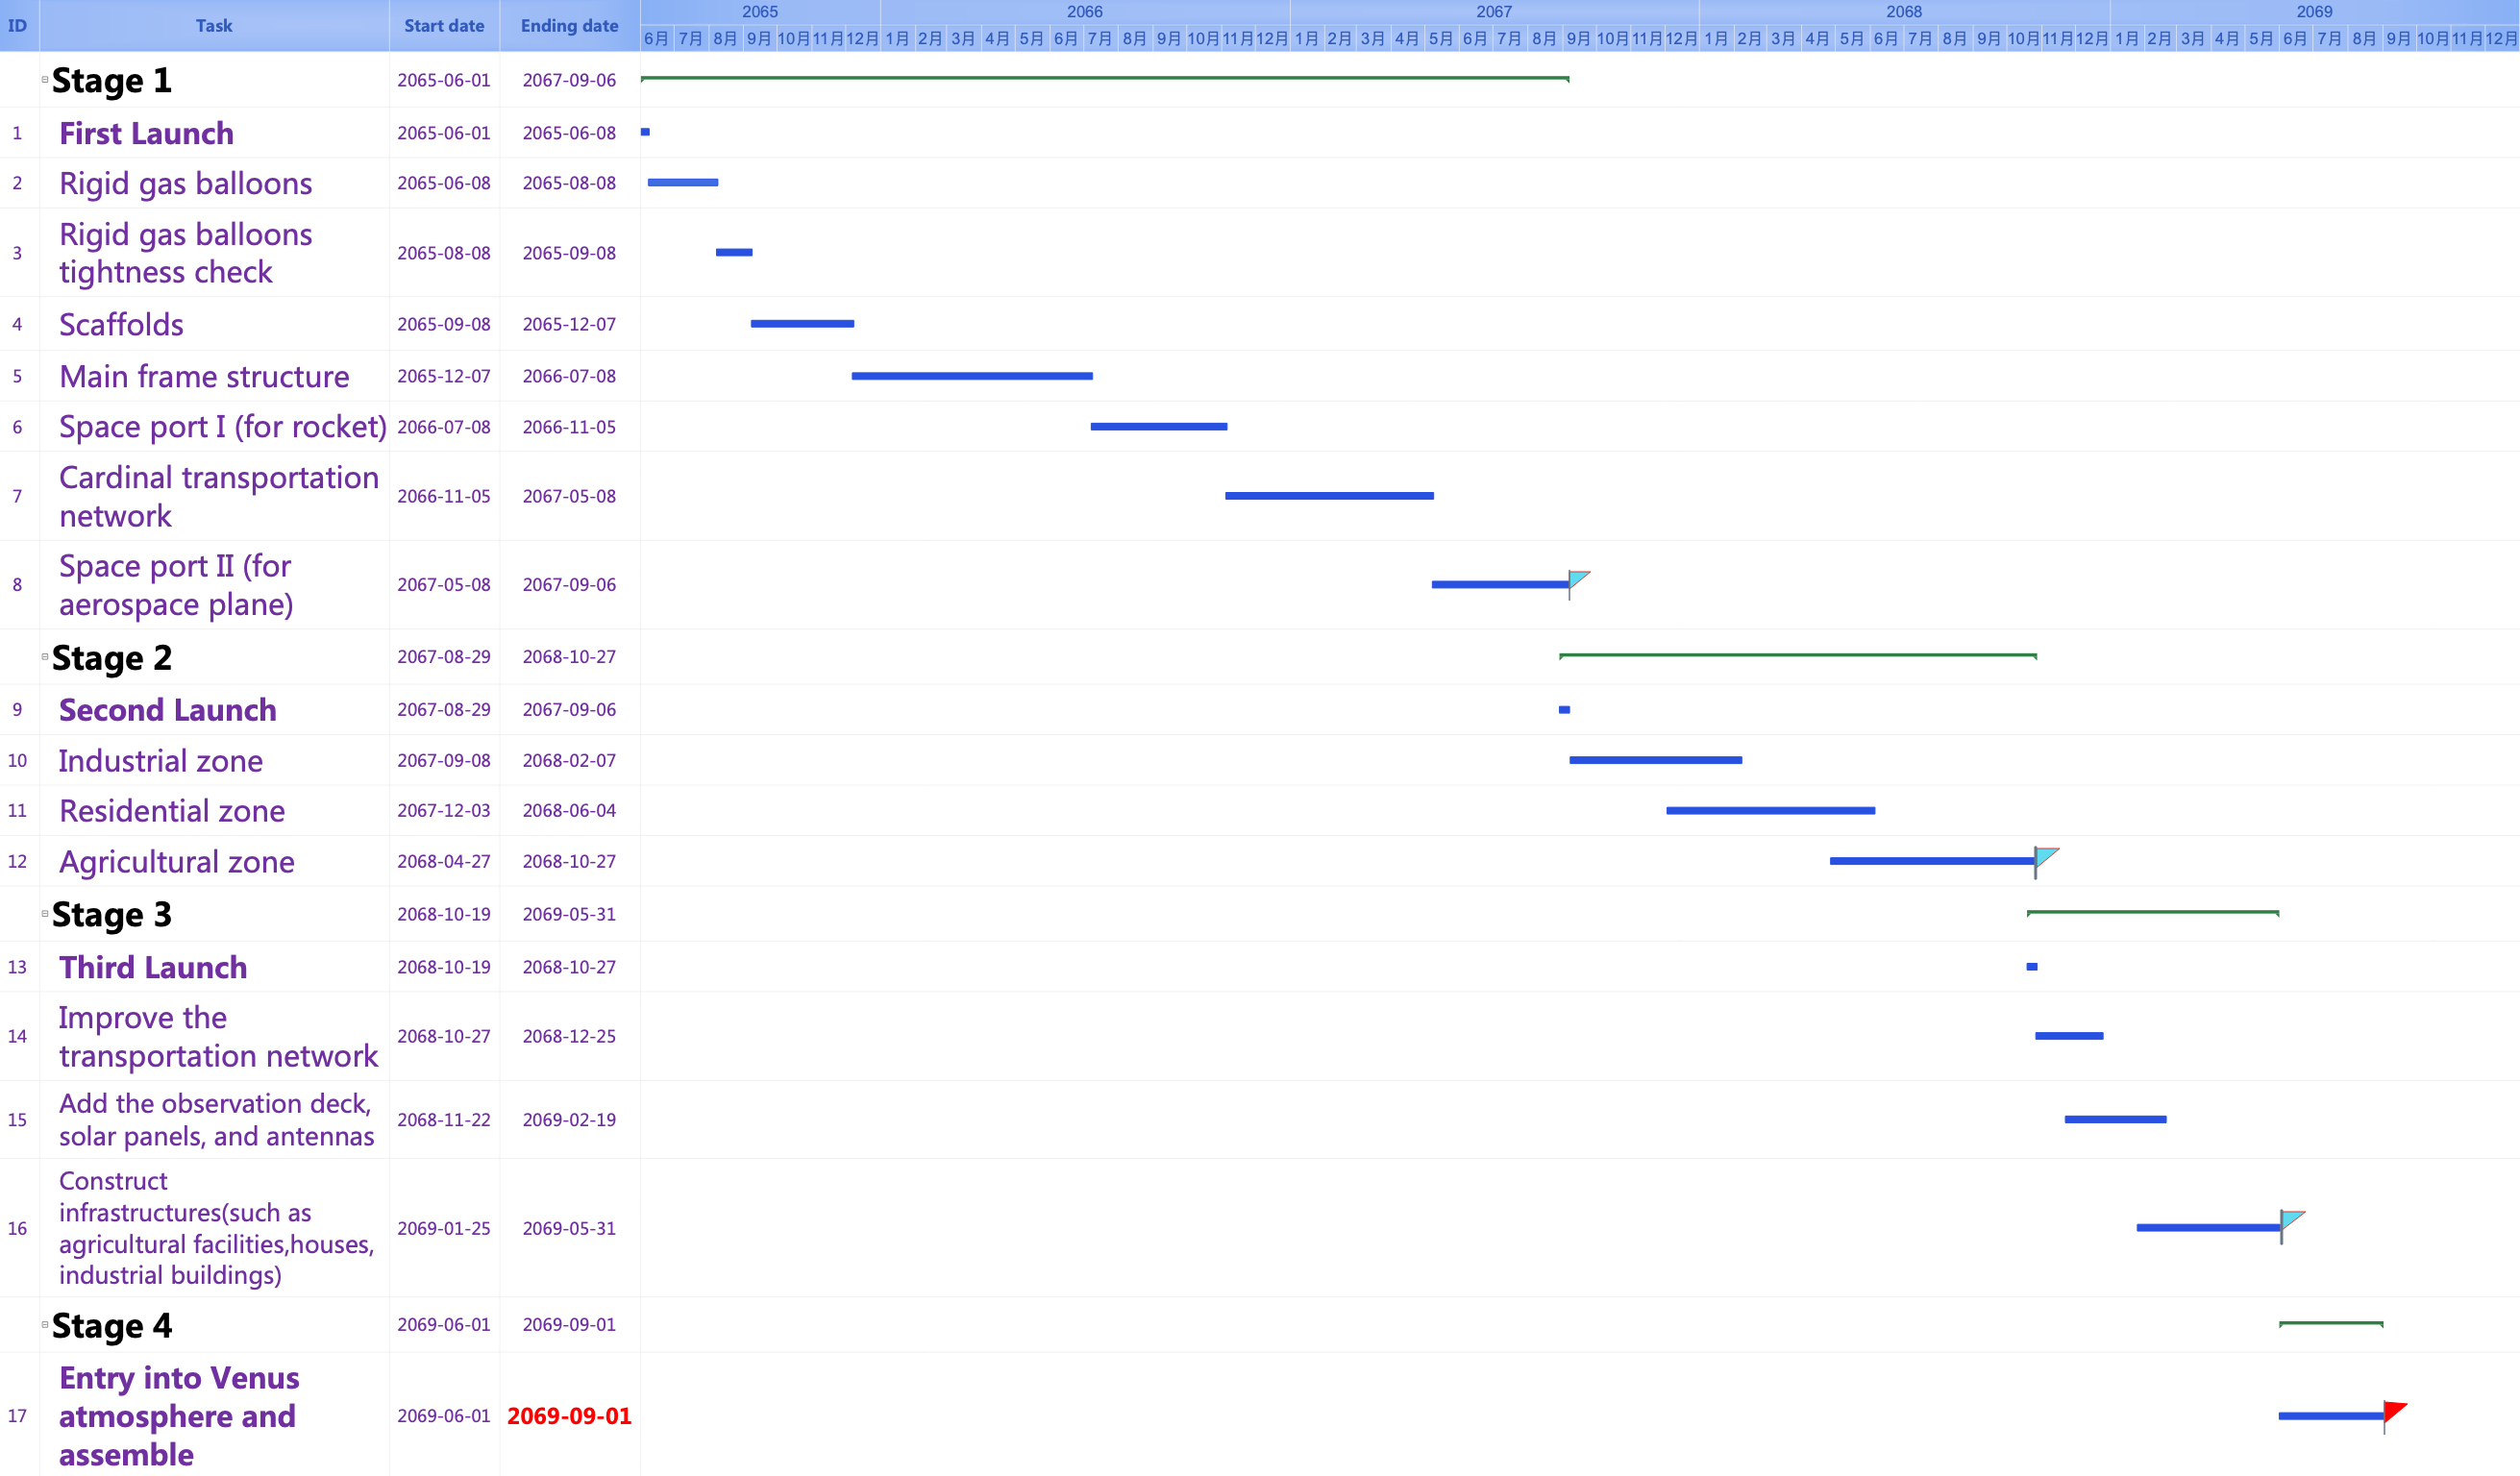 ID Task Start date Ending date 2065 2066 2067 2068 2069
6月 7月 8月 9月 10月 11月 12月 1月 2月 3月 4月 5月 6月 7月 8月 9月 10月 11月 12月 1月 2月 3月 4月 5月 6月 7月 8月 9月 10月 11月 12月 1月 2月 3月 4月 5月 6月 7月 8月 9月 10月 11月 12月 1月 2月 3月 4月 5月 6月 7月 8月 9月 10月 11月 12月
Stage 1 2065-06-01 2067-09-06
1 First Launch 2065-06-01 2065-06-08
2 Rigid gas balloons 2065-06-08 2065-08-08
3 Rigid gas balloons
tightness check 2065-08-08 2065-09-08
4 Scaffolds 2065-09-08 2065-12-07
5 Main frame structure 2065-12-07 2066-07-08
6 Space port I (for rocket) 2066-07-08 2066-11-05
7 Cardinal transportation
network 2066-11-05 2067-05-08
8 Space port II (for
aerospace plane) 2067-05-08 2067-09-06
Stage 2 2067-08-29 2068-10-27
9 Second Launch 2067-08-29 2067-09-06
10 Industrial zone 2067-09-08 2068-02-07
11 Residential zone 2067-12-03 2068-06-04
12 Agricultural zone 2068-04-27 2068-10-27
Stage 3 2068-10-19 2069-05-31
13 Third Launch 2068-10-19 2068-10-27
14 Improve the
transportation network 2068-10-27 2068-12-25
15 Add the observation deck,
solar panels, and antennas 2068-11-22 2069-02-19
16 Construct
infrastructures(such as
agricultural facilities,houses,
industrial buildings) 2069-01-25 2069-05-31
Stage 4 2069-06-01 2069-09-01
17 Entry into Venus
atmosphere and
assemble 2069-06-01 2069-09-01